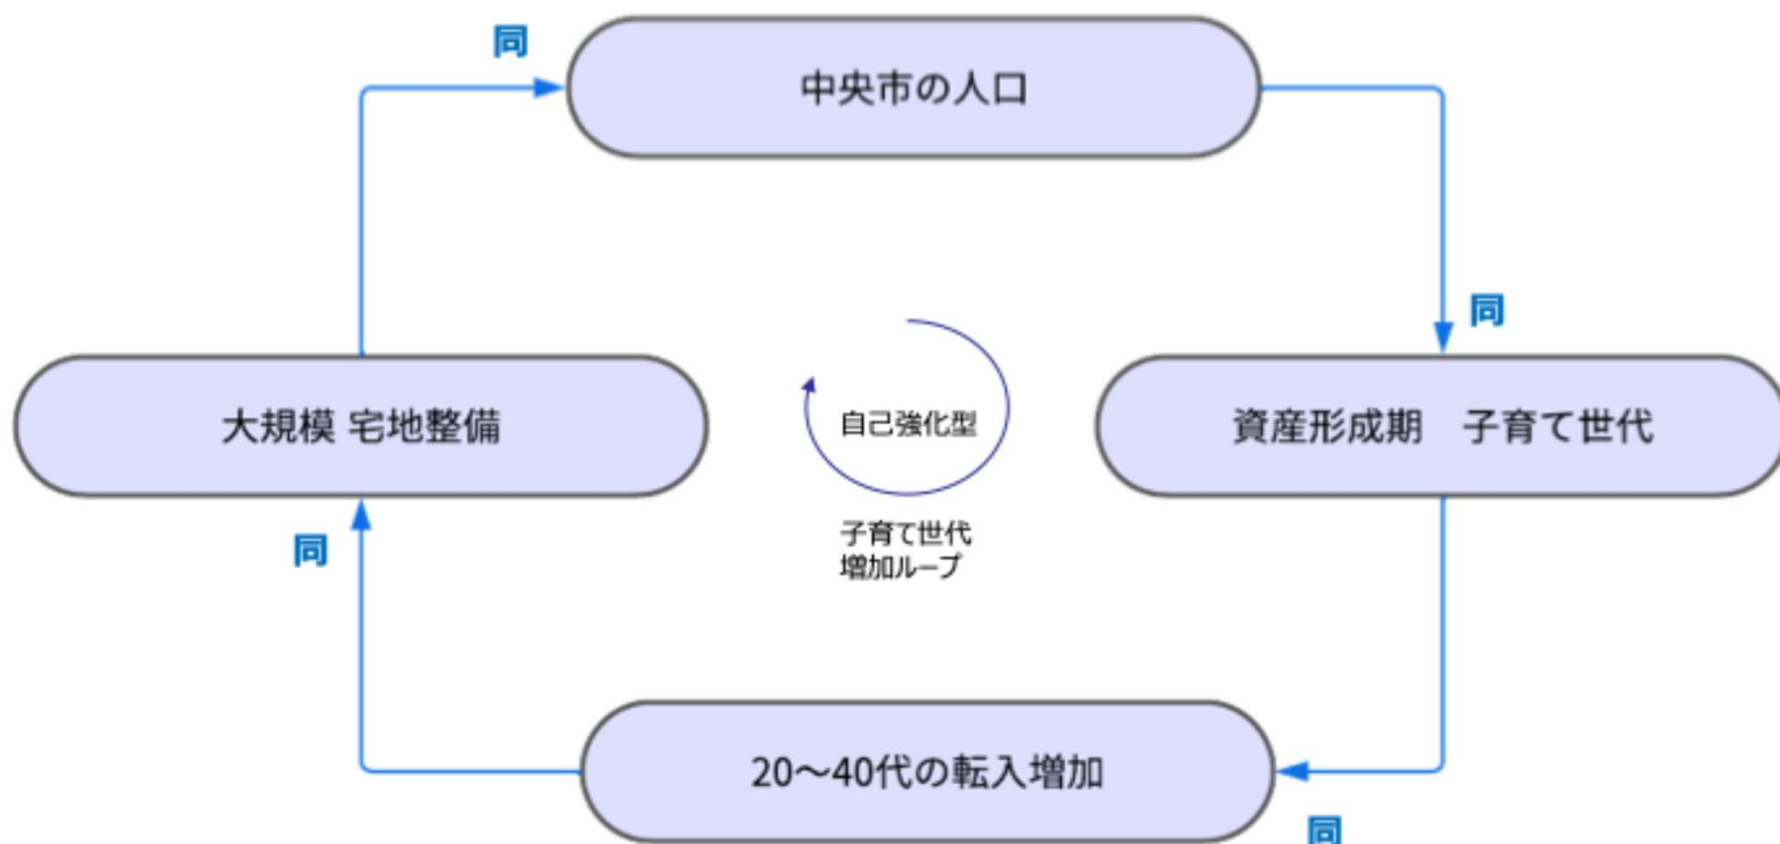 同
中央市の人口
同
大規模 宅地整備
自己強化型
資産形成期　子育て世代
子育て世代
増加ループ
同
20～40代の転入増加
同